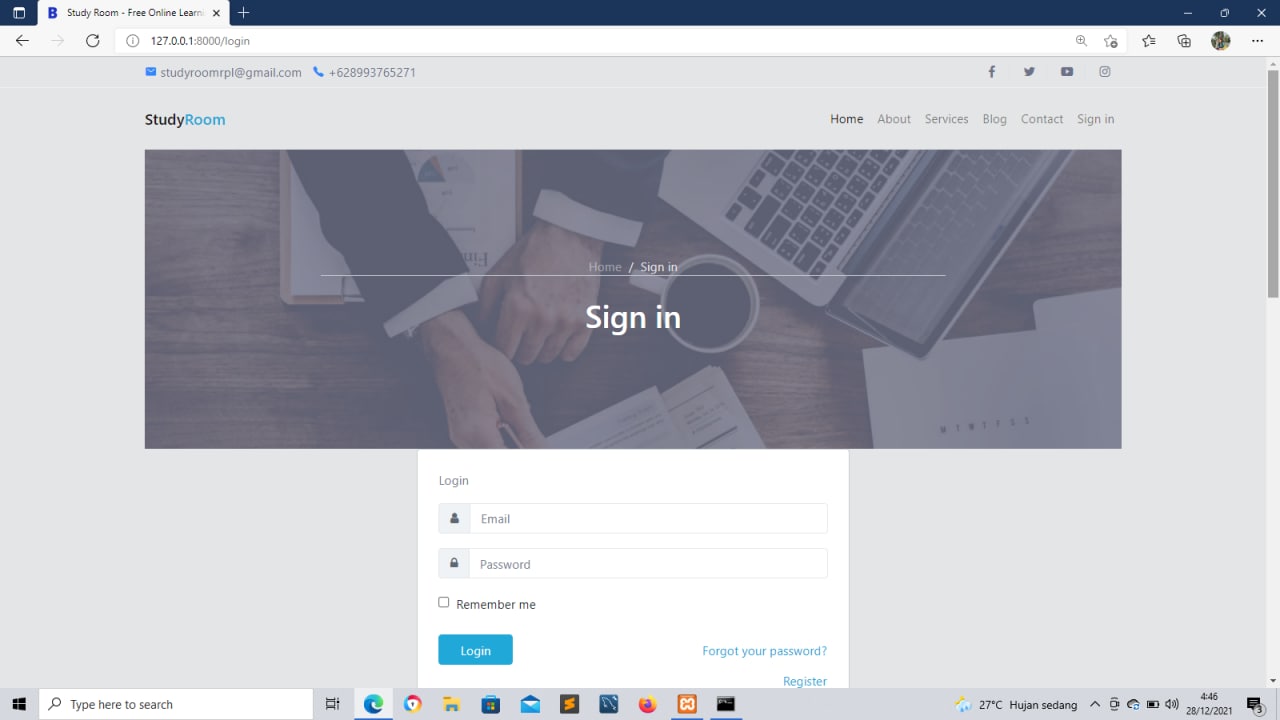 Study Room - Free Online Learni
127.0.0.1:8000/login
studyroomrpl@gmail.com +628993765271
StudyRoom
Home About Services Blog Contact Sign in
Home / Sign in
Sign in
M T W T F S S
Login
Email
Password
Remember me
Login
Forgot your password?
Register
Type here to search
27°C Hujan sedang
4:46
28/12/2021
3